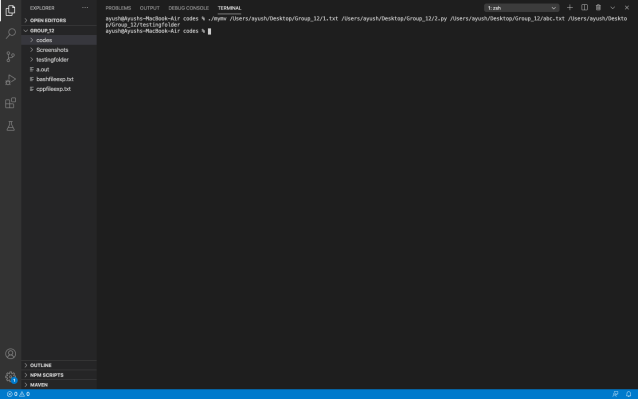 EXPLORER
OPEN EDITORS
GROUP_12
codes
Screenshots
testingfolder
a.out
bashfileexp.txt
cppfileexp.txt
OUTLINE
NPM SCRIPTS
MAVEN
PROBLEMS OUTPUT DEBUG CONSOLE TERMINAL
1: zsh
ayush@Ayushs-MacBook-Air codes % ./mymv /Users/ayush/Desktop/Group_12/1.txt /Users/ayush/Desktop/Group_12/2.py /Users/ayush/Desktop/Group_12/abc.txt /Users/ayush/Deskto
p/Group_12/testingfolder
ayush@Ayushs-MacBook-Air codes %
1
0 0